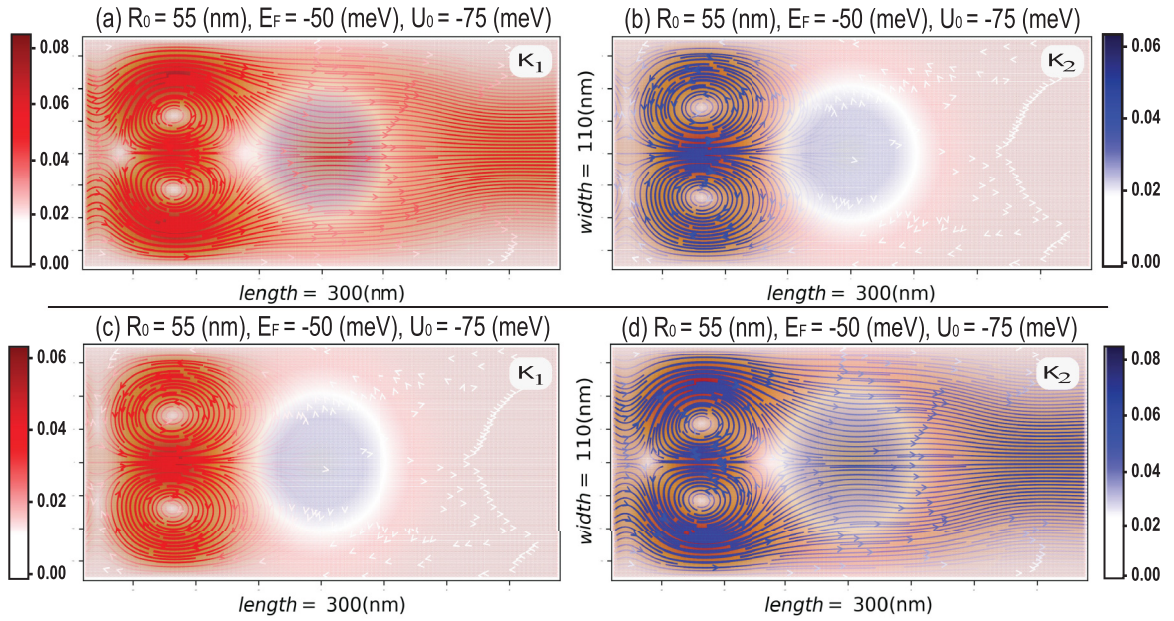 (a) R₀ = 55 (nm), E_F = -50 (meV), U₀ = -75 (meV)
(b) R₀ = 55 (nm), E_F = -50 (meV), U₀ = -75 (meV)
0.08
0.06
0.04
0.02
0.00
K₁
length = 300(nm)
width = 110(nm)
K₂
length = 300(nm)
0.06
0.04
0.02
0.00
(c) R₀ = 55 (nm), E_F = -50 (meV), U₀ = -75 (meV)
(d) R₀ = 55 (nm), E_F = -50 (meV), U₀ = -75 (meV)
0.06
0.04
0.02
0.00
K₁
length = 300(nm)
width = 110(nm)
K₂
length = 300(nm)
0.08
0.06
0.04
0.02
0.00